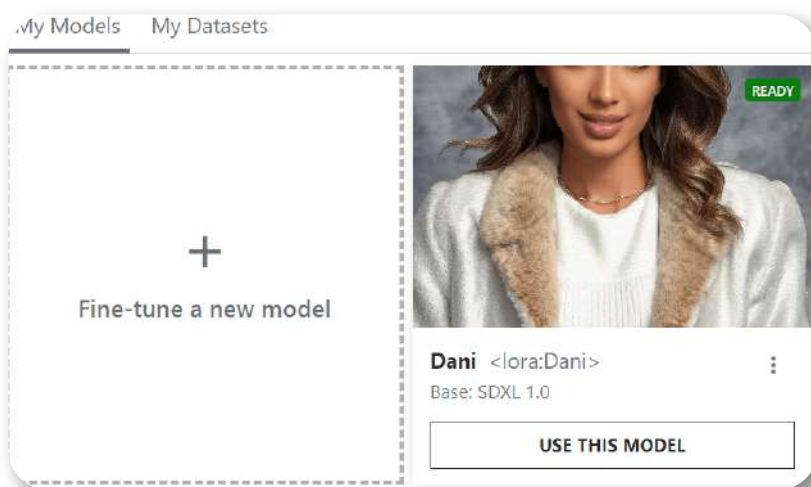 My Models My Datasets
READY
+
Fine-tune a new model
Dani <lora:Dani>
Base: SDXL 1.0
USE THIS MODEL